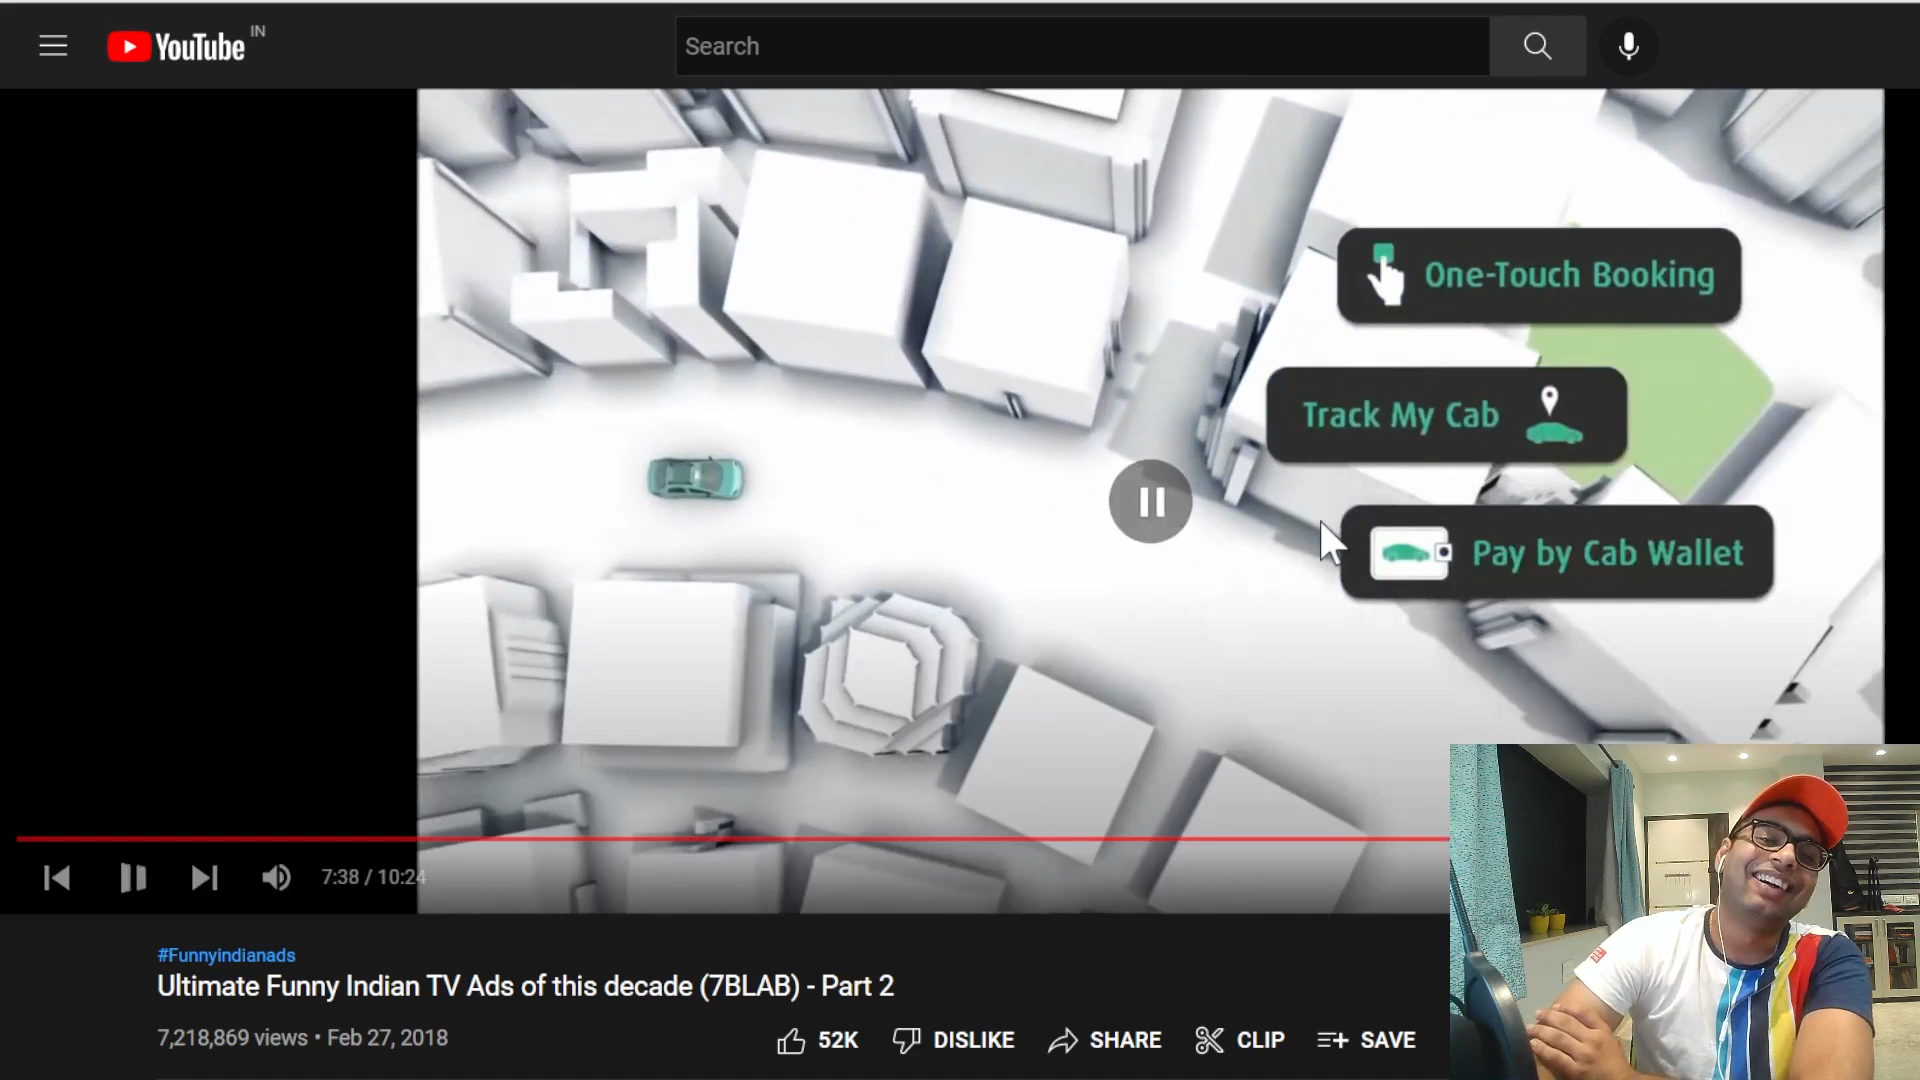 YouTube IN
Search
One-Touch Booking
Track My Cab
Pay by Cab Wallet
7:38 / 10:24
#Funnyindianads
Ultimate Funny Indian TV Ads of this decade (7BLAB) - Part 2
7,218,869 views • Feb 27, 2018
52K DISLIKE SHARE CLIP SAVE